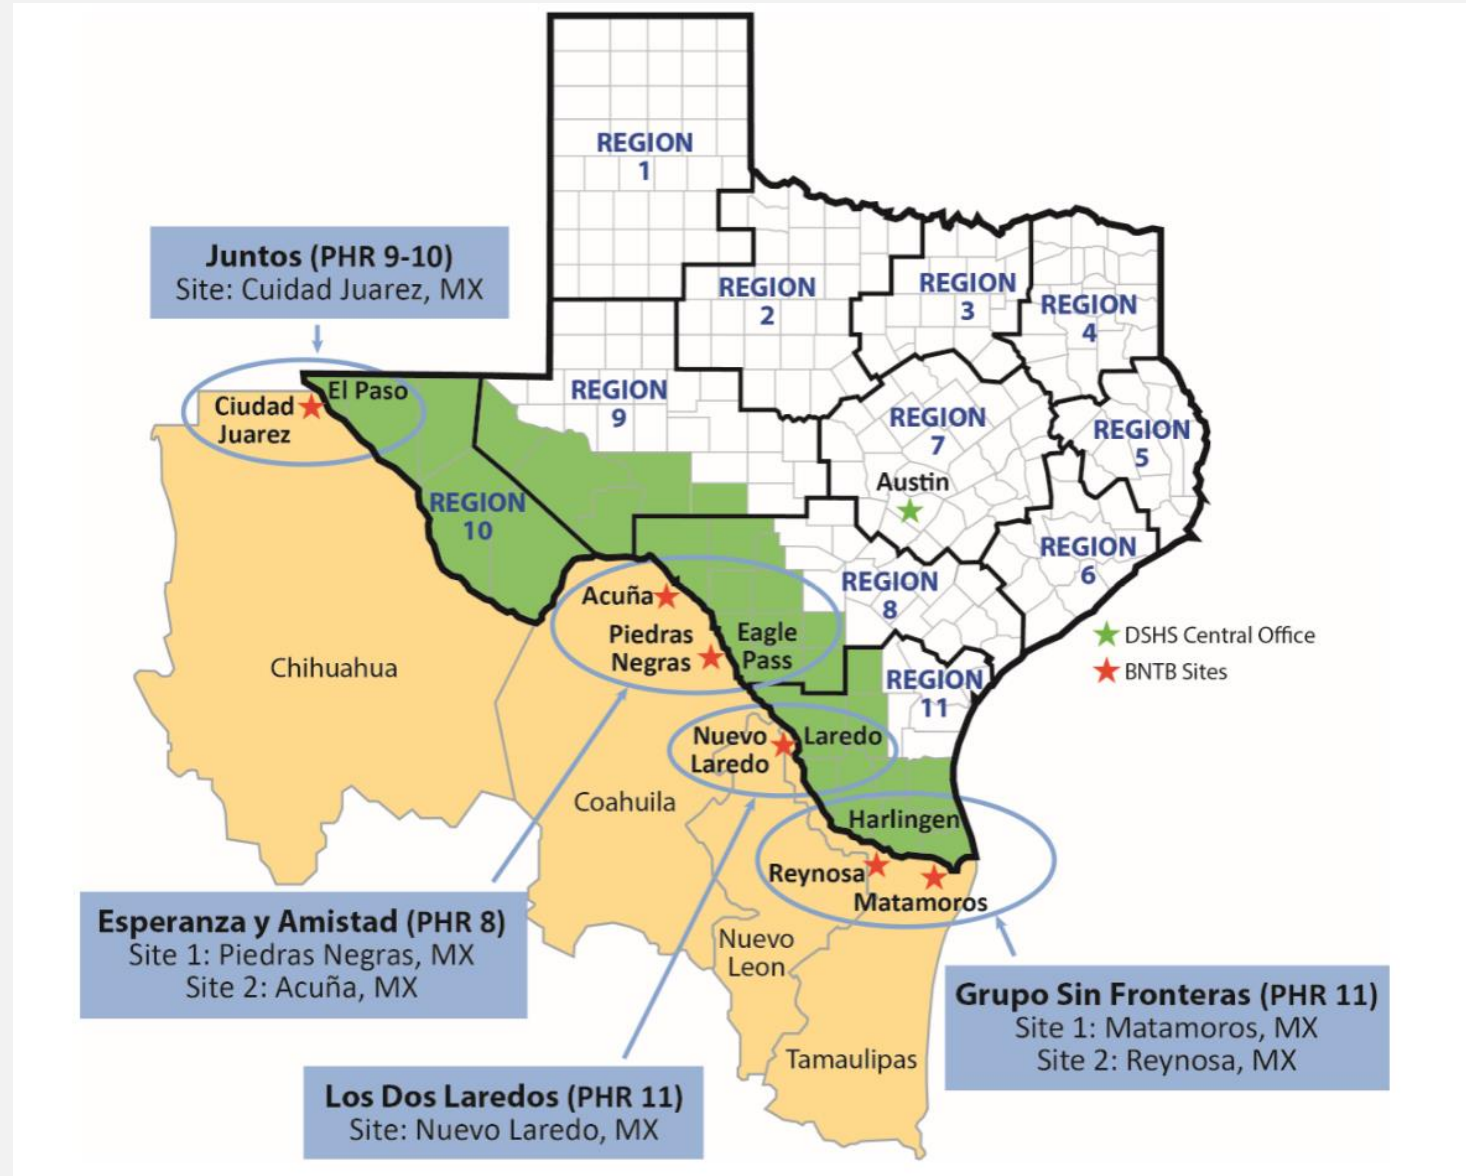 REGION
1
Juntos (PHR 9-10)
Site: Cuidad Juarez, MX
REGION
2
REGION
3
REGION
4
El Paso
Ciudad
Juarez
REGION
9
REGION
7
Austin
REGION
5
REGION
10
REGION
6
REGION
8
Acuña
Piedras
Negras
Eagle
Pass
DSHS Central Office
BNTB Sites
Chihuahua
REGION
11
Nuevo
Laredo
Laredo
Coahuila
Harlingen
Reynosa
Matamoros
Esperanza y Amistad (PHR 8)
Site 1: Piedras Negras, MX
Site 2: Acuña, MX
Nuevo
Leon
Grupo Sin Fronteras (PHR 11)
Site 1: Matamoros, MX
Site 2: Reynosa, MX
Tamaulipas
Los Dos Laredos (PHR 11)
Site: Nuevo Laredo, MX